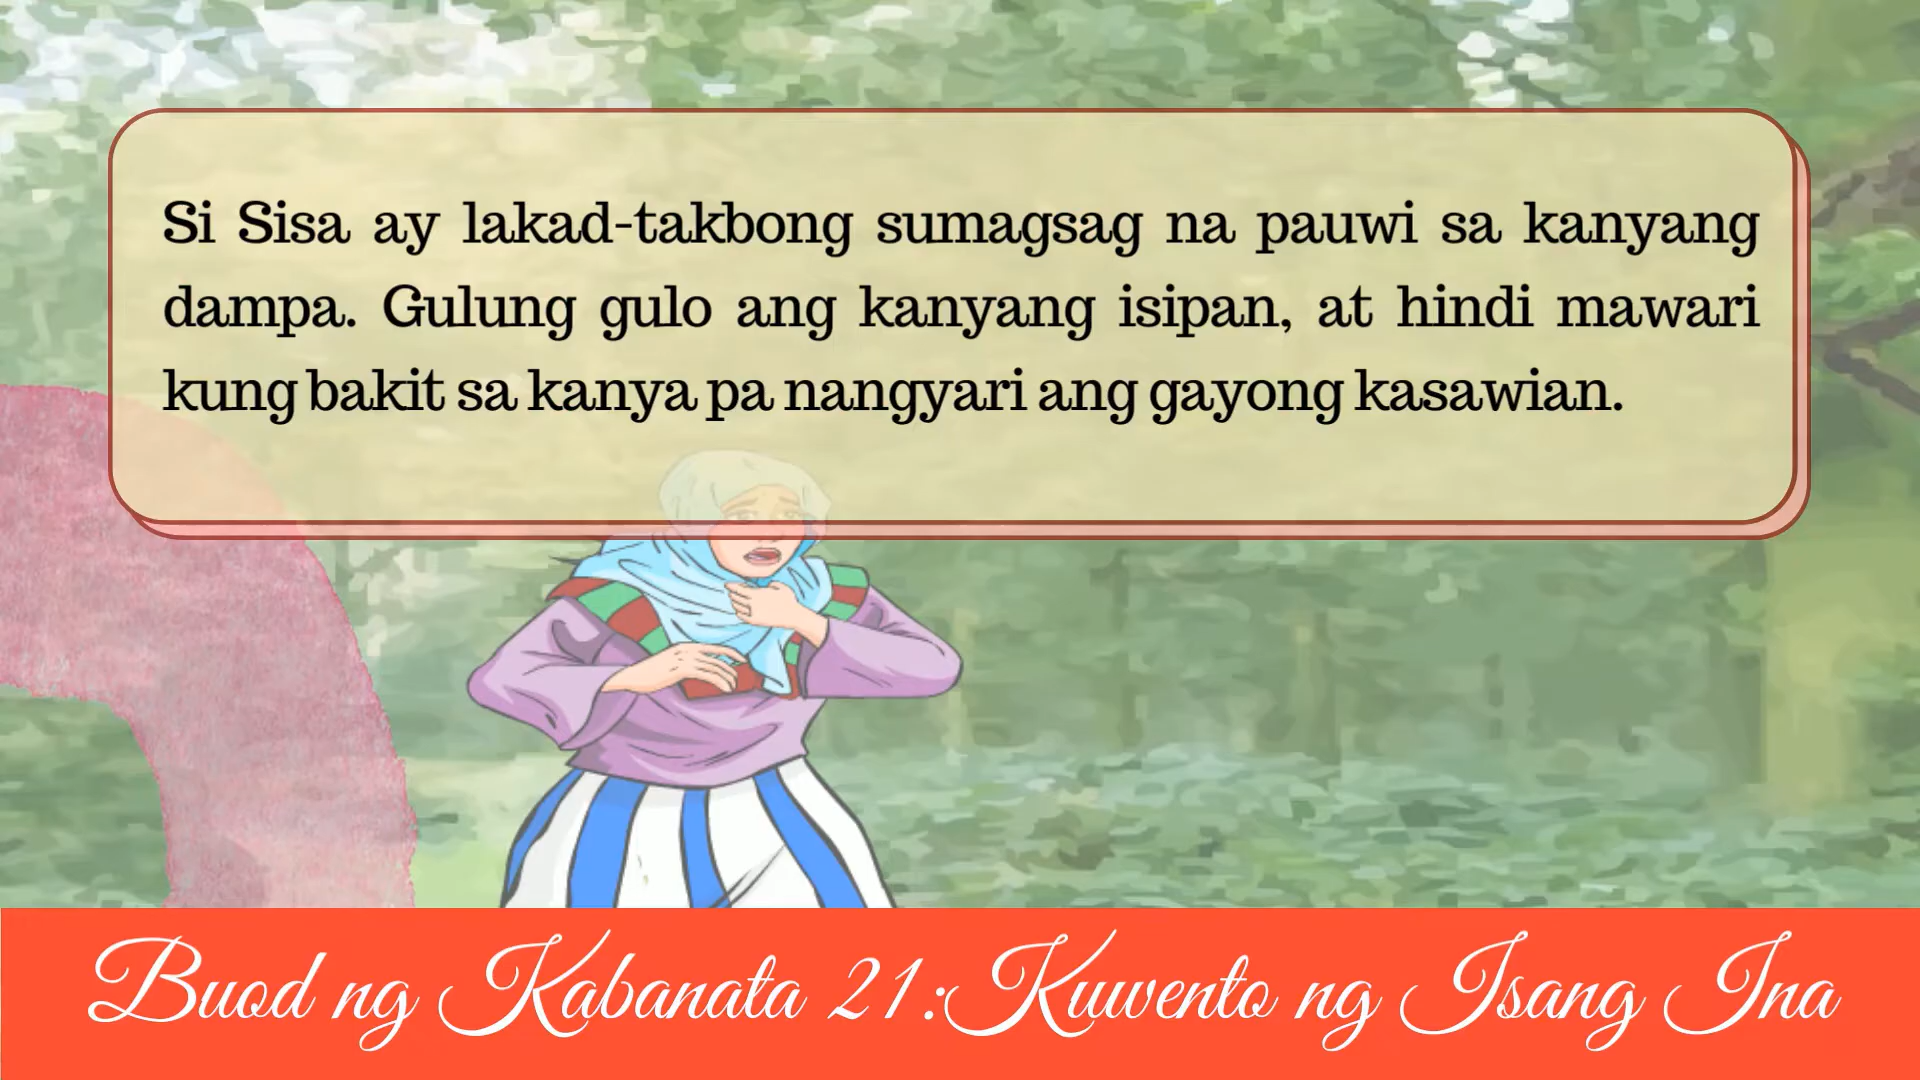 Si Sisa ay lakad-takbong sumagsag na pauwi sa kanyang
dampa. Gulung gulo ang kanyang isipan, at hindi mawari
kung bakit sa kanya pa nangyari ang gayong kasawian.
Buod ng Kabanata 21:Kuwento ng Isang Ina